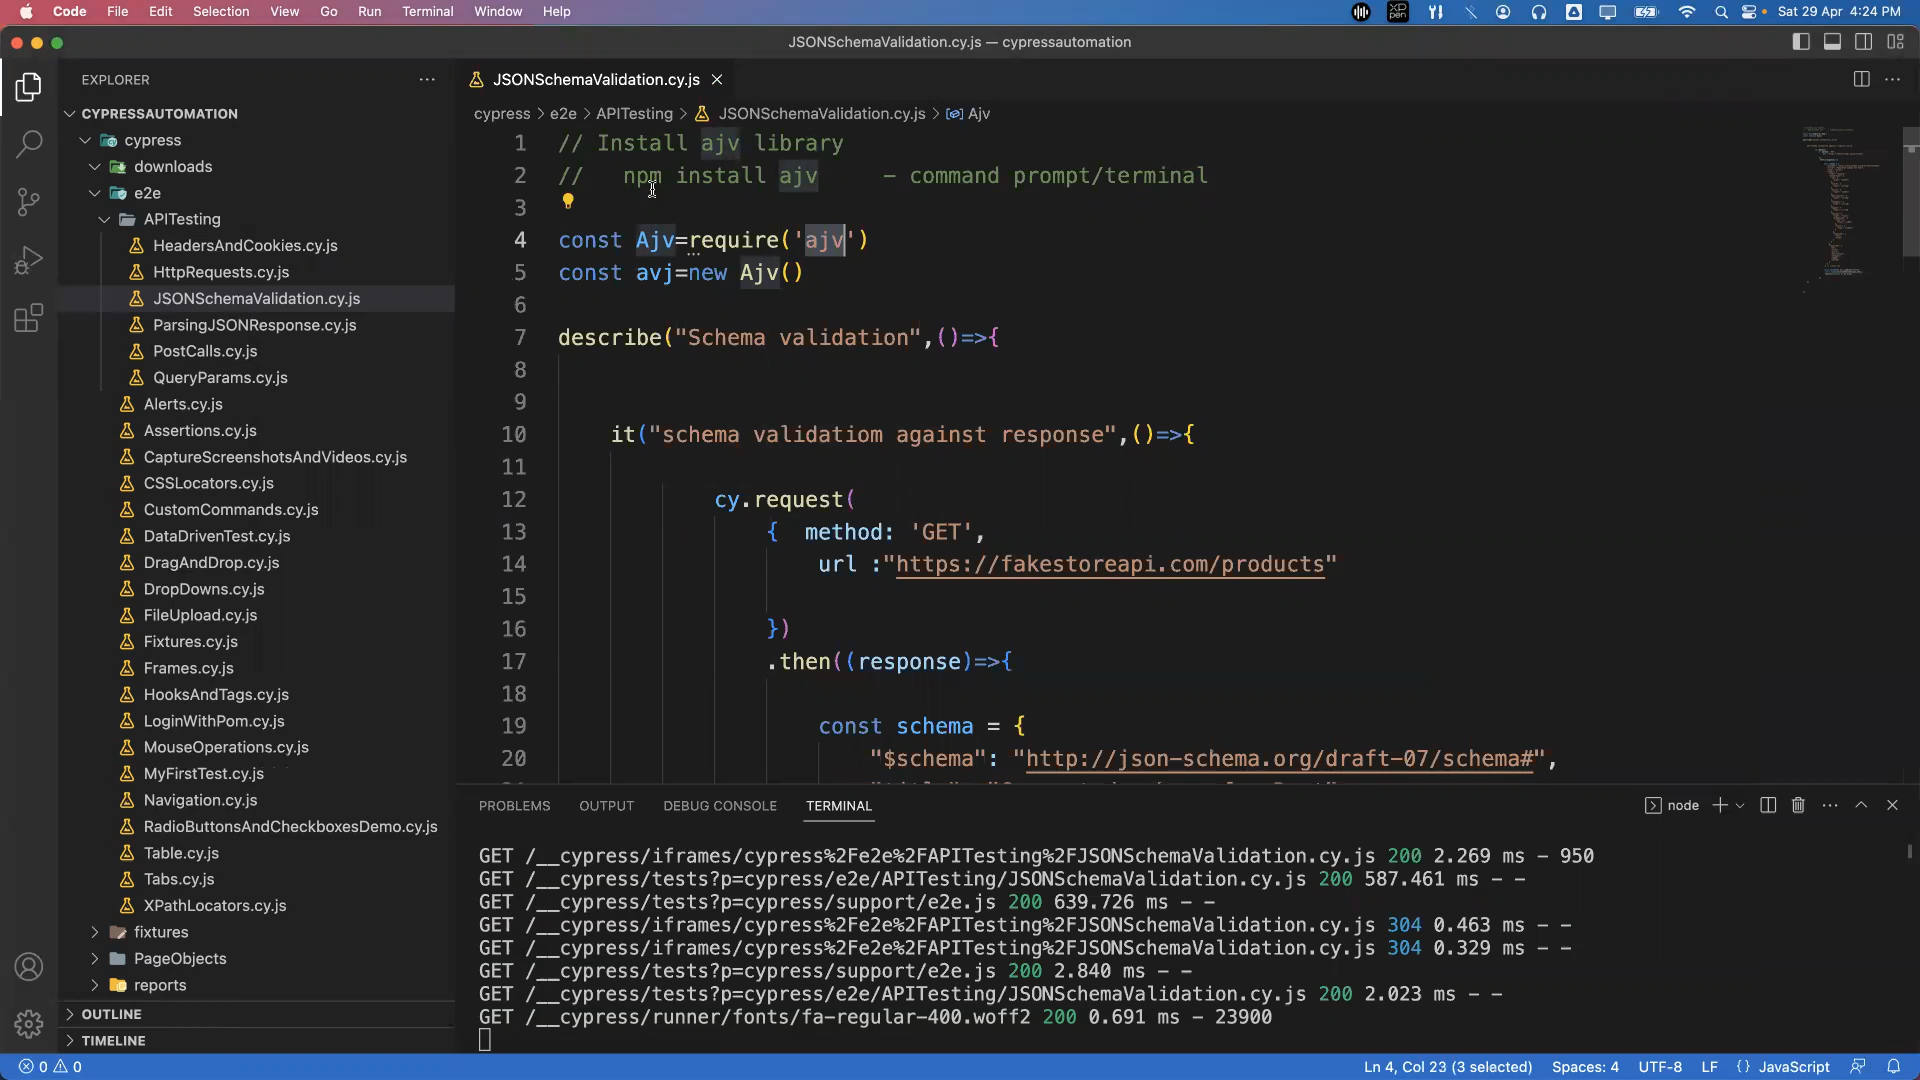 Code File Edit Selection View Go Run Terminal Window Help Sat 29 Apr 4:24 PM
JSONSchemaValidation.cy.js — cypressautomation
EXPLORER
CYPRESSAUTOMATION
cypress
downloads
e2e
APITesting
HeadersAndCookies.cy.js
HttpRequests.cy.js
JSONSchemaValidation.cy.js
ParsingJSONResponse.cy.js
PostCalls.cy.js
QueryParams.cy.js
Alerts.cy.js
Assertions.cy.js
CaptureScreenshotsAndVideos.cy.js
CSSLocators.cy.js
CustomCommands.cy.js
DataDrivenTest.cy.js
DragAndDrop.cy.js
DropDowns.cy.js
FileUpload.cy.js
Fixtures.cy.js
Frames.cy.js
HooksAndTags.cy.js
LoginWithPom.cy.js
MouseOperations.cy.js
MyFirstTest.cy.js
Navigation.cy.js
RadioButtonsAndCheckboxesDemo.cy.js
Table.cy.js
Tabs.cy.js
XPathLocators.cy.js
fixtures
PageObjects
reports
OUTLINE
TIMELINE
JSONSchemaValidation.cy.js
cypress > e2e > APITesting > JSONSchemaValidation.cy.js > Ajv
1 // Install ajv library
2 //   npm install ajv     - command prompt/terminal
3
4 const Ajv=require('ajv')
5 const avj=new Ajv()
6
7 describe("Schema validation",()=>{
8
9
10 it("schema validatiom against response",()=>{
11
12 cy.request(
13 {  method: 'GET',
14 url :"https://fakestoreapi.com/products"
15
16 })
17 .then((response)=>{
18
19 const schema = {
20 "$schema": "http://json-schema.org/draft-07/schema#",
PROBLEMS OUTPUT DEBUG CONSOLE TERMINAL node
GET /__cypress/iframes/cypress%2Fe2e%2FAPITesting%2FJSONSchemaValidation.cy.js 200 2.269 ms - 950
GET /__cypress/tests?p=cypress/e2e/APITesting/JSONSchemaValidation.cy.js 200 587.461 ms - -
GET /__cypress/tests?p=cypress/support/e2e.js 200 639.726 ms - -
GET /__cypress/iframes/cypress%2Fe2e%2FAPITesting%2FJSONSchemaValidation.cy.js 304 0.463 ms - -
GET /__cypress/iframes/cypress%2Fe2e%2FAPITesting%2FJSONSchemaValidation.cy.js 304 0.329 ms - -
GET /__cypress/tests?p=cypress/support/e2e.js 200 2.840 ms - -
GET /__cypress/tests?p=cypress/e2e/APITesting/JSONSchemaValidation.cy.js 200 2.023 ms - -
GET /__cypress/runner/fonts/fa-regular-400.woff2 200 0.691 ms - 23900
0 0 Ln 4, Col 23 (3 selected) Spaces: 4 UTF-8 LF {} JavaScript